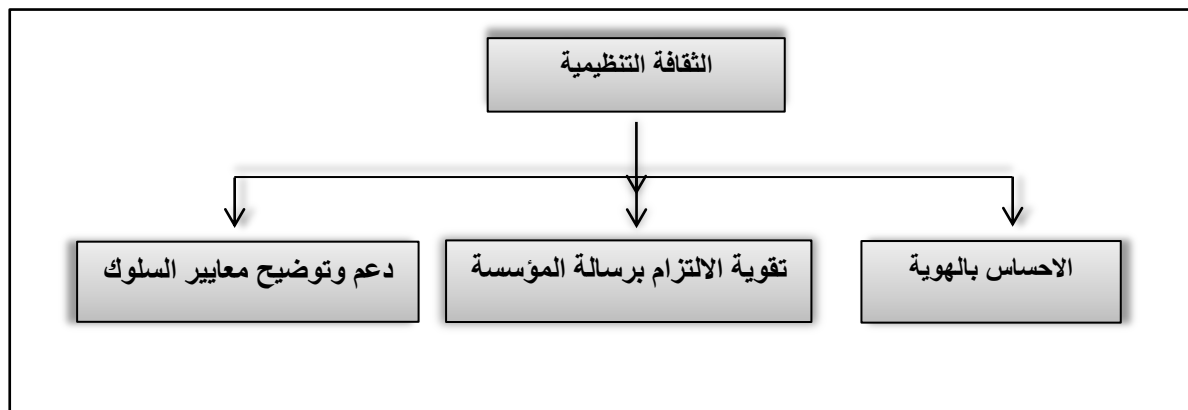 الثقافة التنظيمية
الاحساس بالهوية
تقوية الالتزام برسالة المؤسسة
دعم وتوضيح معايير السلوك